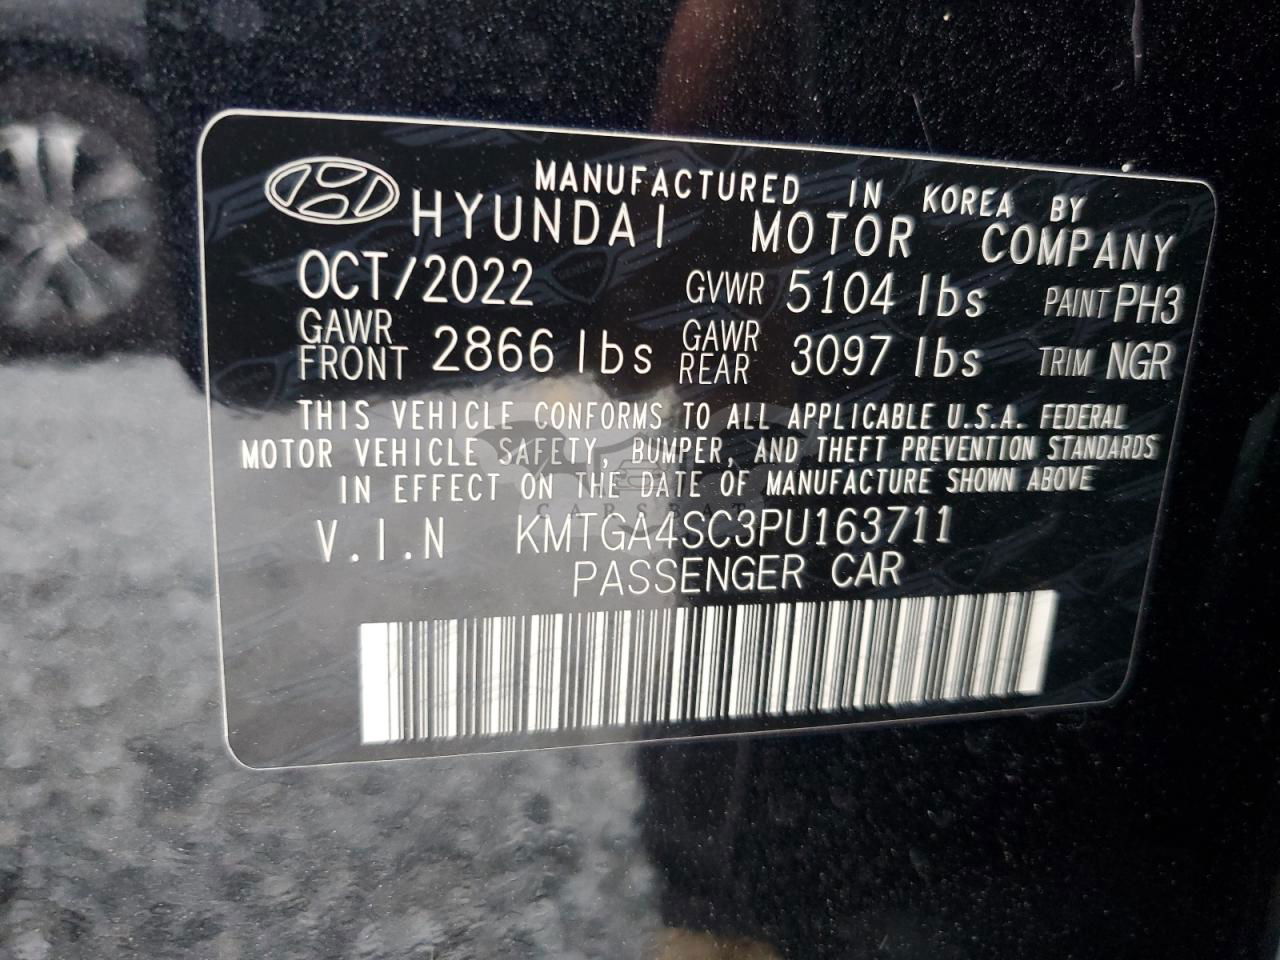 MANUFACTURED IN KOREA BY
HYUNDAI MOTOR COMPANY
OCT/2022 GVWR 5104 lbs PAINT PH3
GAWR FRONT 2866 lbs GAWR REAR 3097 lbs TRIM NGR
THIS VEHICLE CONFORMS TO ALL APPLICABLE U.S.A. FEDERAL
MOTOR VEHICLE SAFETY, BUMPER, AND THEFT PREVENTION STANDARDS
IN EFFECT ON THE DATE OF MANUFACTURE SHOWN ABOVE
CARSBAT
V.I.N KMTGA4SC3PU163711
PASSENGER CAR